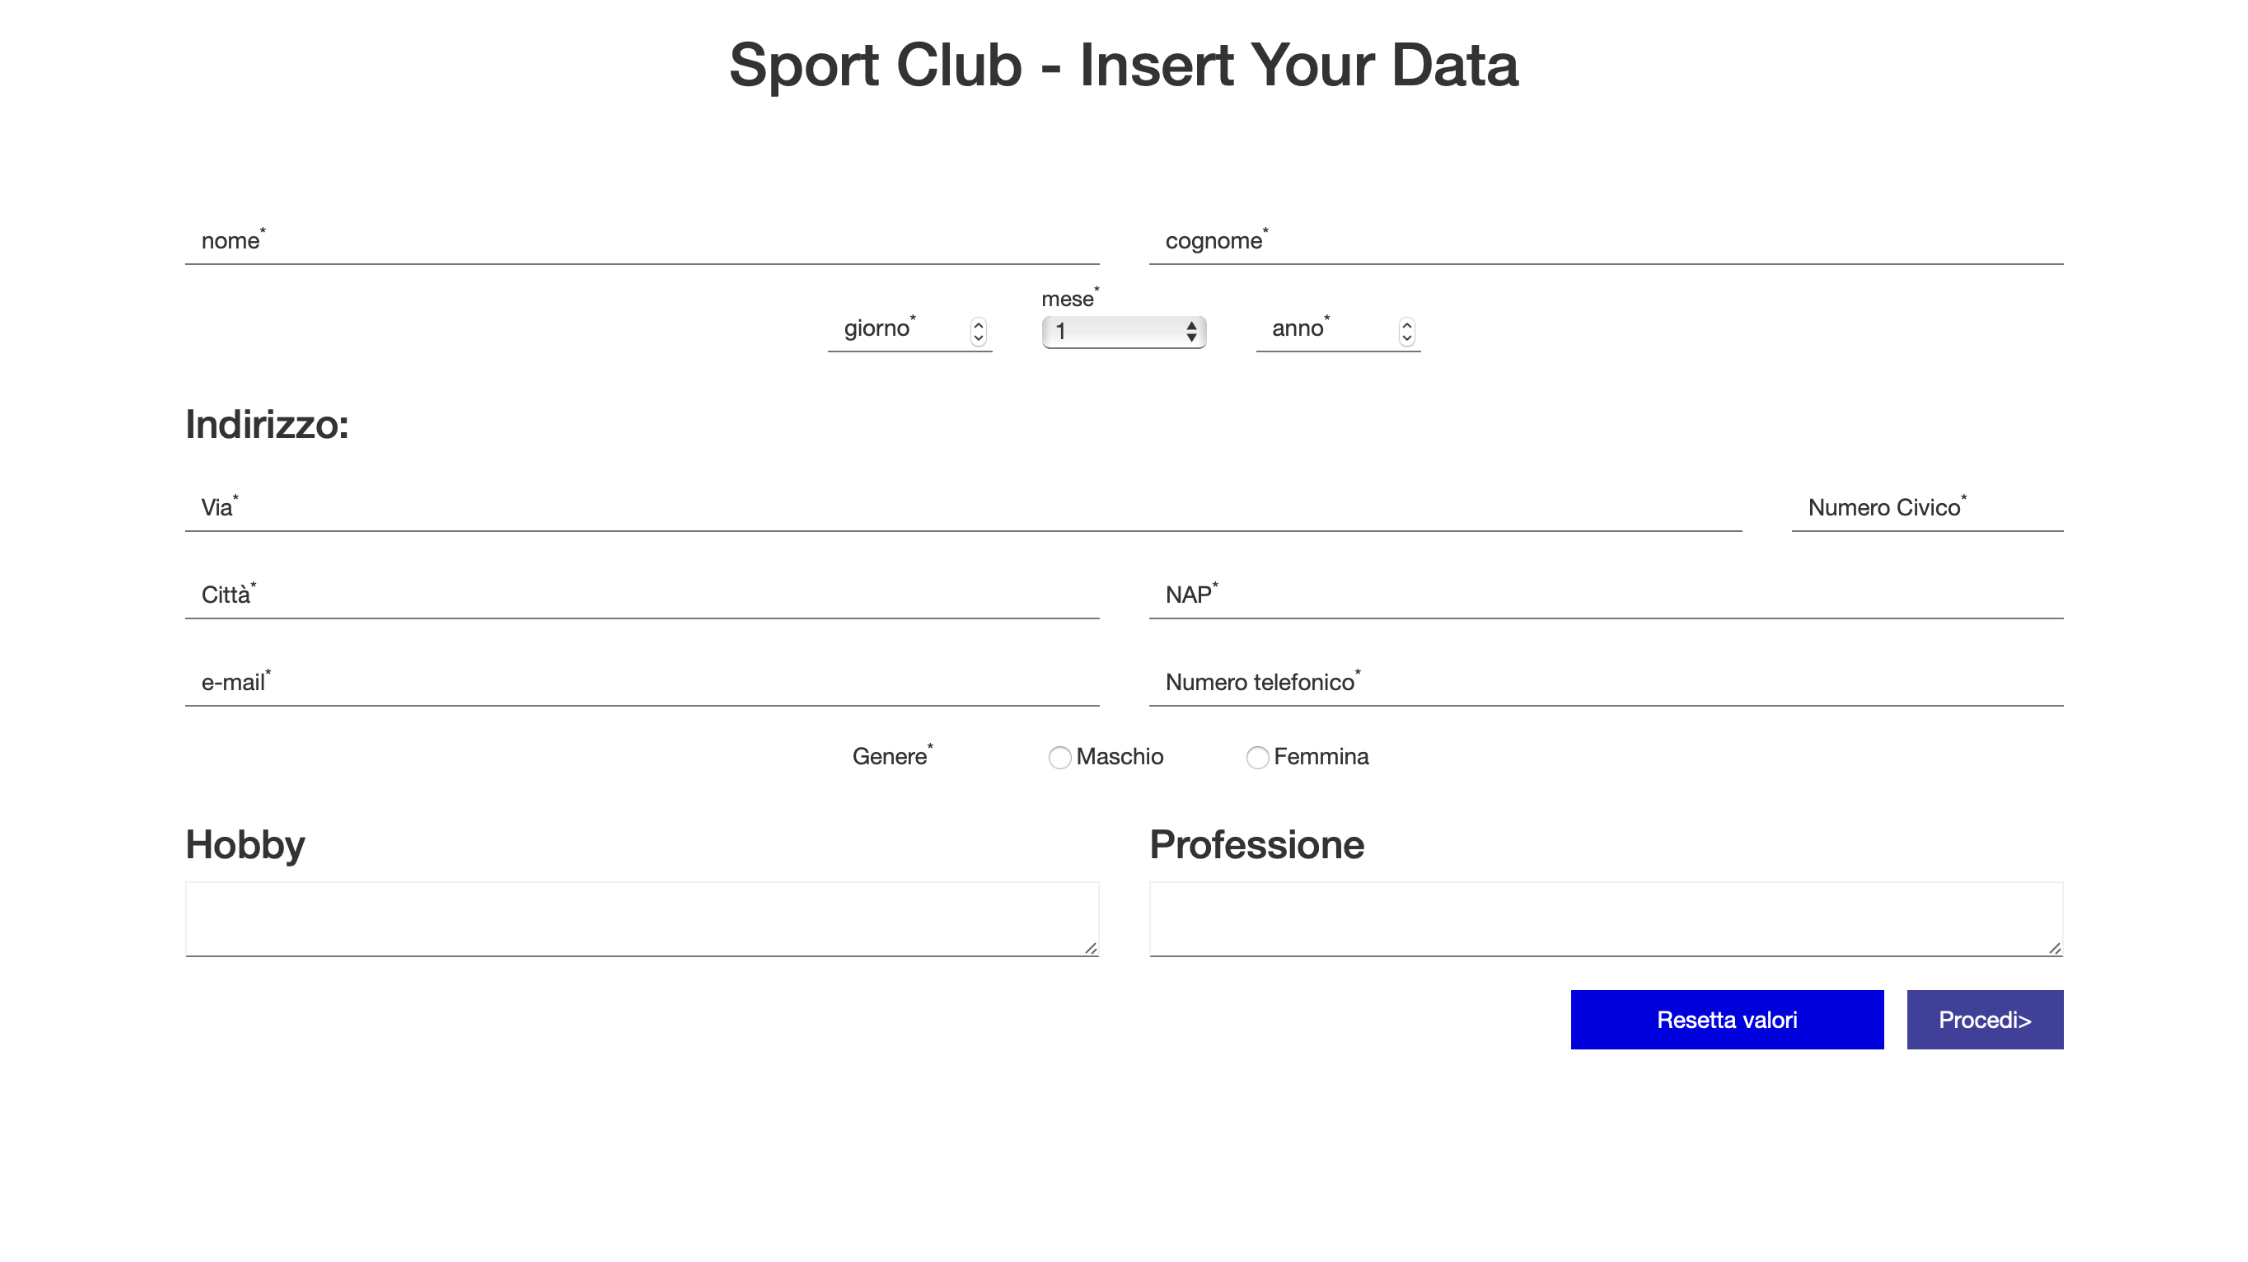 Sport Club - Insert Your Data
nome* cognome*
mese*
giorno* 1 anno*
Indirizzo:
Via* Numero Civico*
Città* NAP*
e-mail* Numero telefonico*
Genere* Maschio Femmina
Hobby Professione
Resetta valori Procedi>